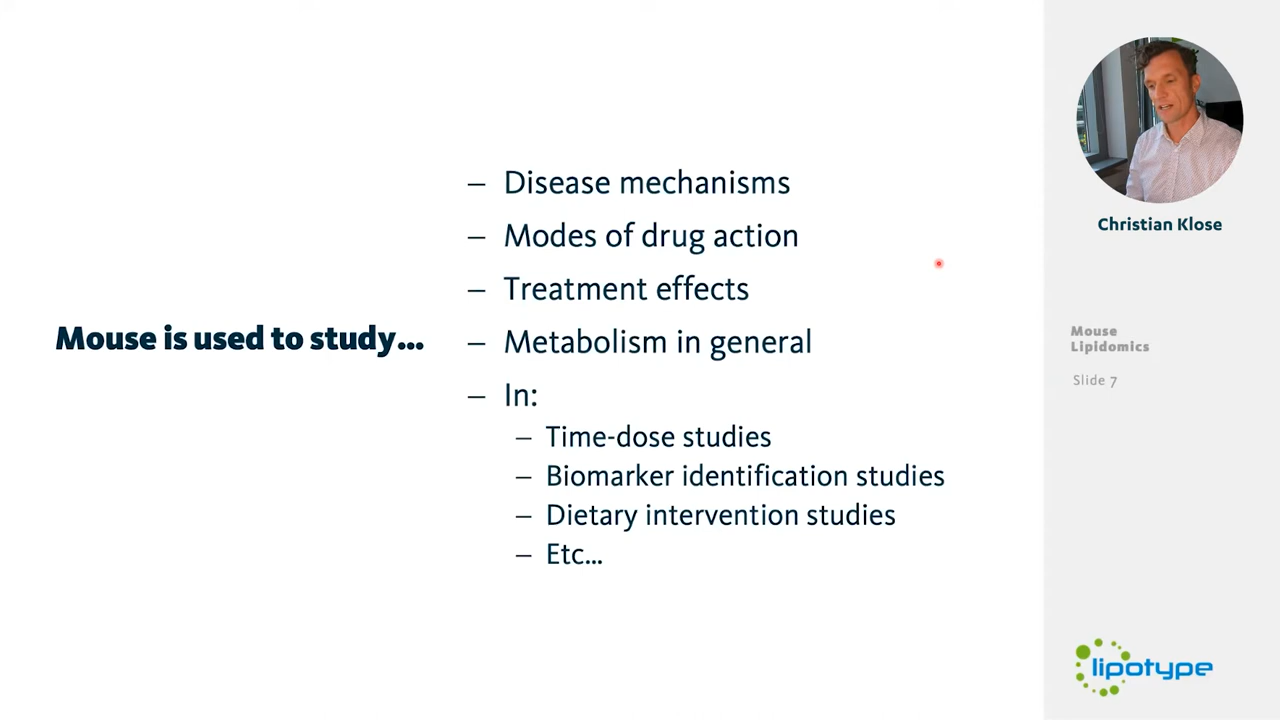 Mouse is used to study...
– Disease mechanisms
– Modes of drug action
– Treatment effects
– Metabolism in general
– In:
– Time-dose studies
– Biomarker identification studies
– Dietary intervention studies
– Etc...
Christian Klose
Mouse
Lipidomics
Slide 7
lipotype